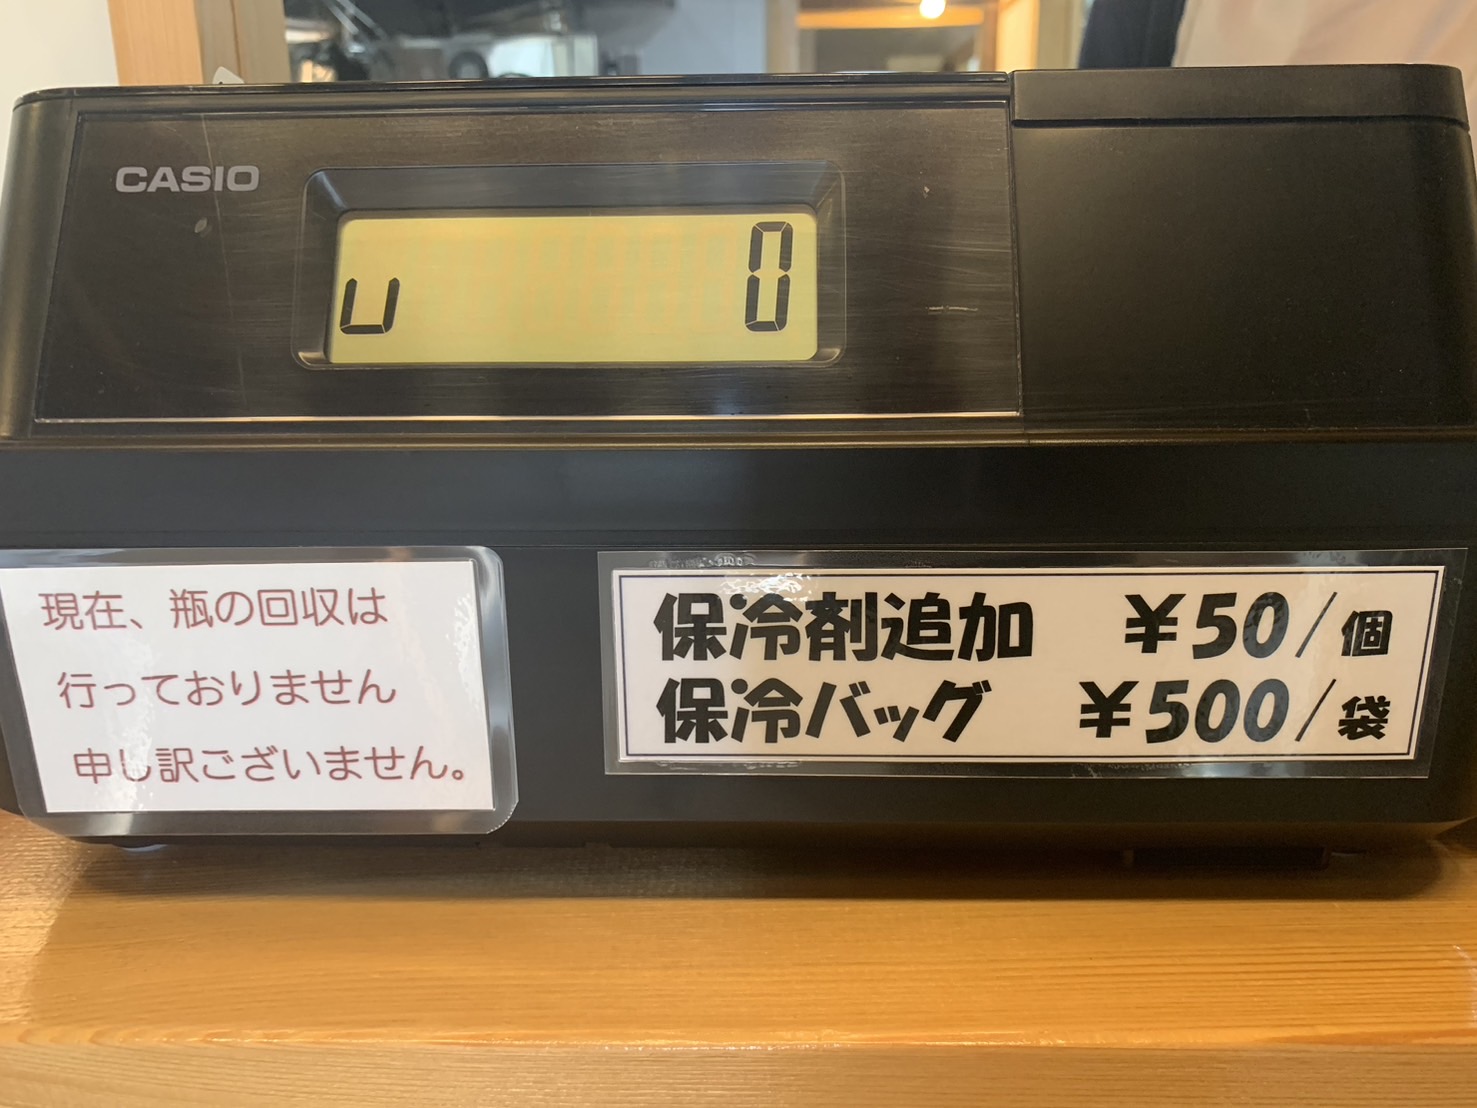 CASIO
0
現在、瓶の回収は
行っておりません
申し訳ございません。
保冷剤追加 ¥50/個
保冷バッグ ¥500/袋